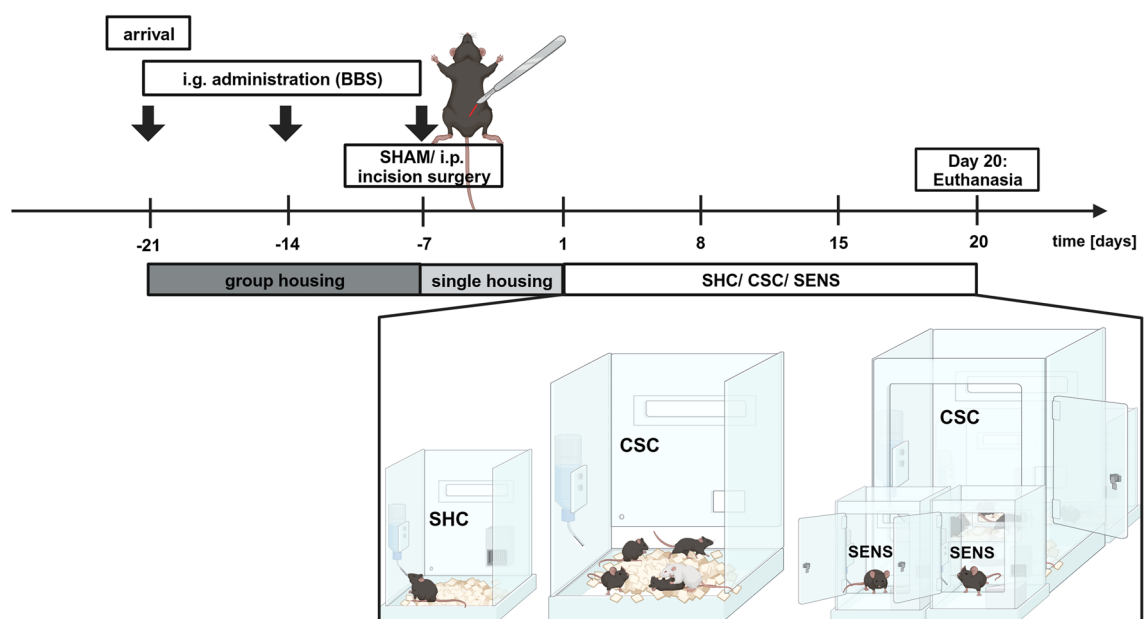 arrival
i.g. administration (BBS)
SHAM/ i.p.
incision surgery
Day 20:
Euthanasia
-21
-14
-7
1
8
15
20
time [days]
group housing
single housing
SHC/ CSC/ SENS
SHC
CSC
CSC
SENS
SENS